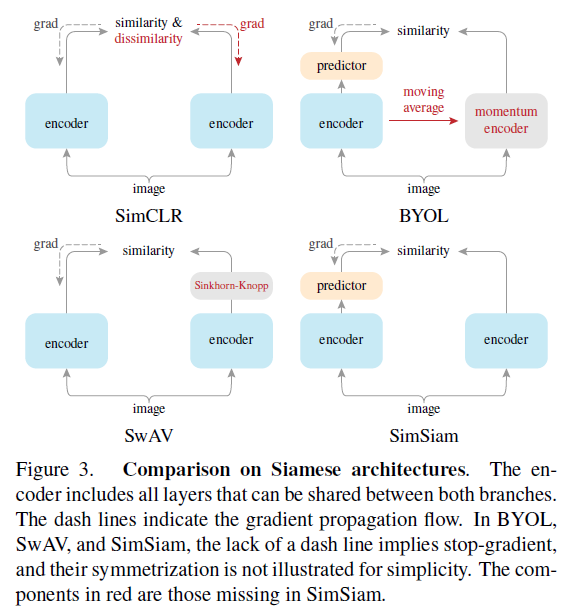 grad
similarity &
dissimilarity
grad
encoder
encoder
image
SimCLR
grad
similarity
predictor
encoder
moving
average
momentum
encoder
image
BYOL
grad
similarity
Sinkhorn-Knopp
encoder
encoder
image
SwAV
grad
similarity
predictor
encoder
encoder
image
SimSiam
Figure 3. Comparison on Siamese architectures. The en-
coder includes all layers that can be shared between both branches.
The dash lines indicate the gradient propagation flow. In BYOL,
SwAV, and SimSiam, the lack of a dash line implies stop-gradient,
and their symmetrization is not illustrated for simplicity. The com-
ponents in red are those missing in SimSiam.